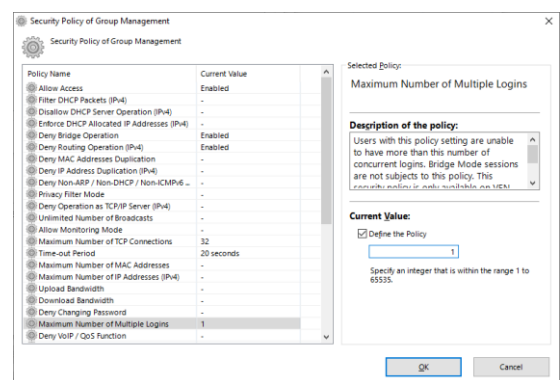 Security Policy of Group Management
Security Policy of Group Management
Policy Name Current Value
Allow Access Enabled
Filter DHCP Packets (IPv4) -
Disallow DHCP Server Operation (IPv4) -
Enforce DHCP Allocated IP Addresses (IPv4) -
Deny Bridge Operation Enabled
Deny Routing Operation (IPv4) Enabled
Deny MAC Addresses Duplication -
Deny IP Address Duplication (IPv4) -
Deny Non-ARP / Non-DHCP / Non-ICMPv6 ... -
Privacy Filter Mode -
Deny Operation as TCP/IP Server (IPv4) -
Unlimited Number of Broadcasts -
Allow Monitoring Mode -
Maximum Number of TCP Connections 32
Time-out Period 20 seconds
Maximum Number of MAC Addresses -
Maximum Number of IP Addresses (IPv4) -
Upload Bandwidth -
Download Bandwidth -
Deny Changing Password -
Maximum Number of Multiple Logins 1
Deny VoIP / QoS Function -
Selected Policy:
Maximum Number of Multiple Logins
Description of the policy:
Users with this policy setting are unable
to have more than this number of
concurrent logins. Bridge Mode sessions
are not subjects to this policy. This
security policy is only available on VPN
Current Value:
Define the Policy
1
Specify an integer that is within the range 1 to
65535.
OK Cancel